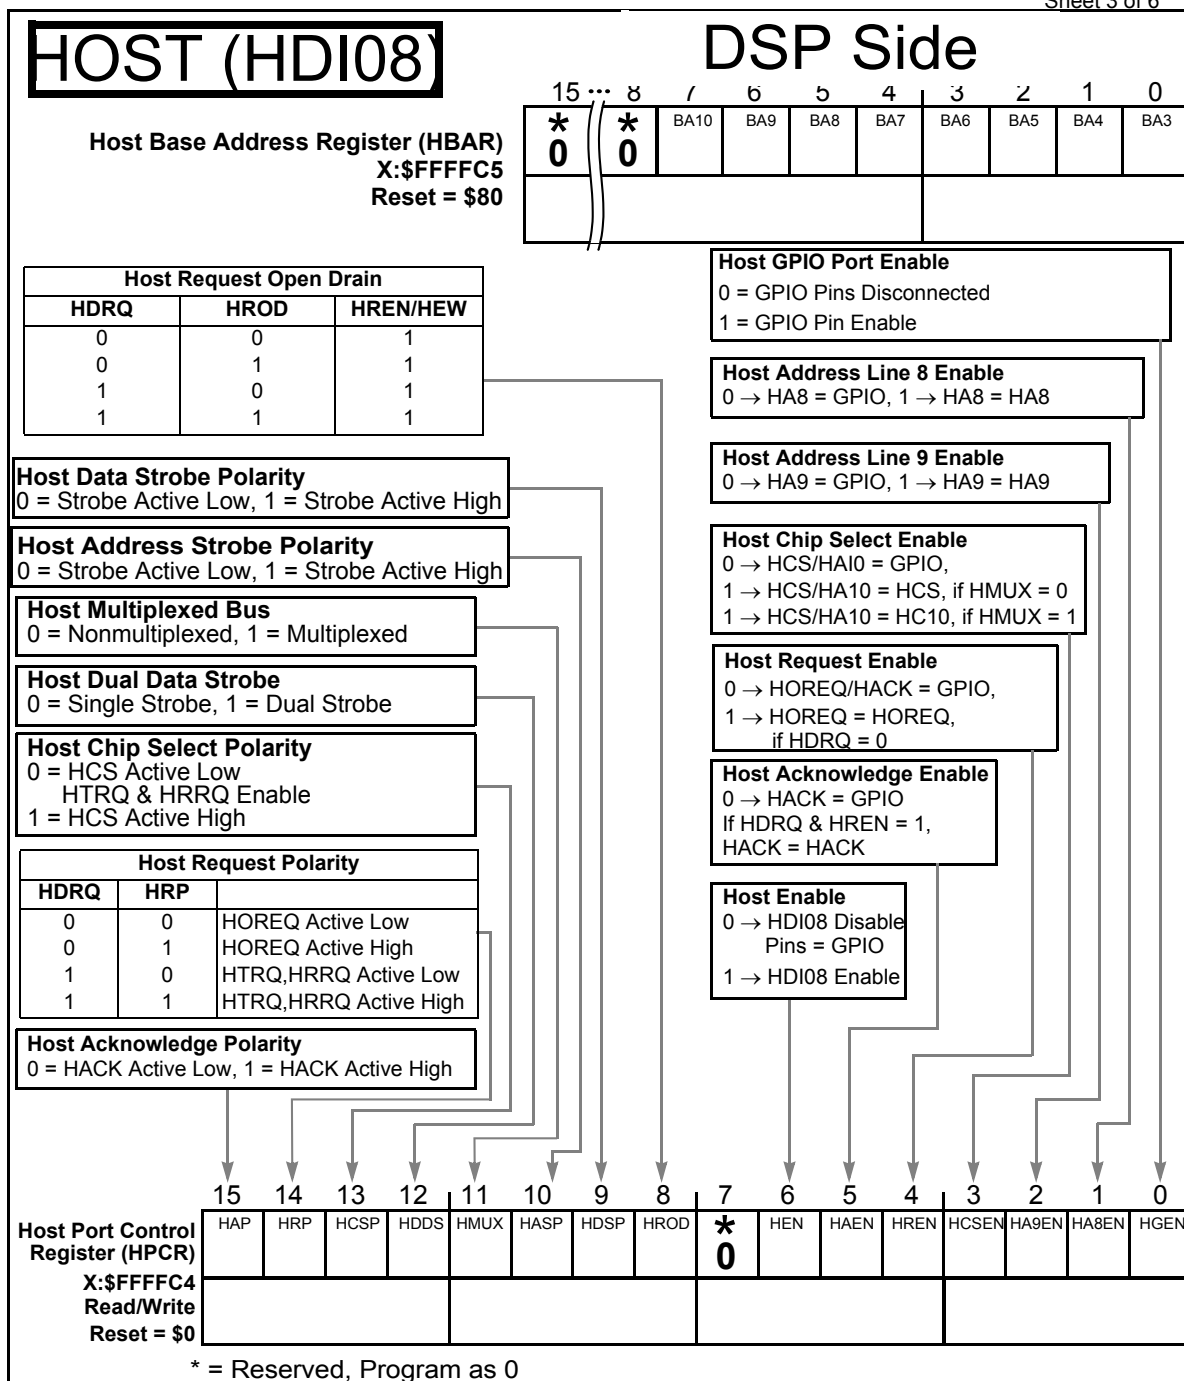 Sheet 3 of 6
HOST (HDI08)
DSP Side
15 ••• 8 7 6 5 4 3 2 1 0
* * BA10 BA9 BA8 BA7 BA6 BA5 BA4 BA3
0 0
Host Base Address Register (HBAR)
X:$FFFFC5
Reset = $80
Host Request Open Drain
HDRQ HROD HREN/HEW
0 0 1
0 1 1
1 0 1
1 1 1
Host Data Strobe Polarity
0 = Strobe Active Low, 1 = Strobe Active High
Host Address Strobe Polarity
0 = Strobe Active Low, 1 = Strobe Active High
Host Multiplexed Bus
0 = Nonmultiplexed, 1 = Multiplexed
Host Dual Data Strobe
0 = Single Strobe, 1 = Dual Strobe
Host Chip Select Polarity
0 = HCS Active Low
HTRQ & HRRQ Enable
1 = HCS Active High
Host Request Polarity
HDRQ HRP
0 0 HOREQ Active Low
0 1 HOREQ Active High
1 0 HTRQ,HRRQ Active Low
1 1 HTRQ,HRRQ Active High
Host Acknowledge Polarity
0 = HACK Active Low, 1 = HACK Active High
Host GPIO Port Enable
0 = GPIO Pins Disconnected
1 = GPIO Pin Enable
Host Address Line 8 Enable
0 → HA8 = GPIO, 1 → HA8 = HA8
Host Address Line 9 Enable
0 → HA9 = GPIO, 1 → HA9 = HA9
Host Chip Select Enable
0 → HCS/HAI0 = GPIO,
1 → HCS/HA10 = HCS, if HMUX = 0
1 → HCS/HA10 = HC10, if HMUX = 1
Host Request Enable
0 → HOREQ/HACK = GPIO,
1 → HOREQ = HOREQ,
if HDRQ = 0
Host Acknowledge Enable
0 → HACK = GPIO
If HDRQ & HREN = 1,
HACK = HACK
Host Enable
0 → HDI08 Disable
Pins = GPIO
1 → HDI08 Enable
15 14 13 12 11 10 9 8 7 6 5 4 3 2 1 0
HAP HRP HCSP HDDS HMUX HASP HDSP HROD * HEN HAEN HREN HCSEN HA9EN HA8EN HGEN
0
Host Port Control
Register (HPCR)
X:$FFFFC4
Read/Write
Reset = $0
* = Reserved, Program as 0